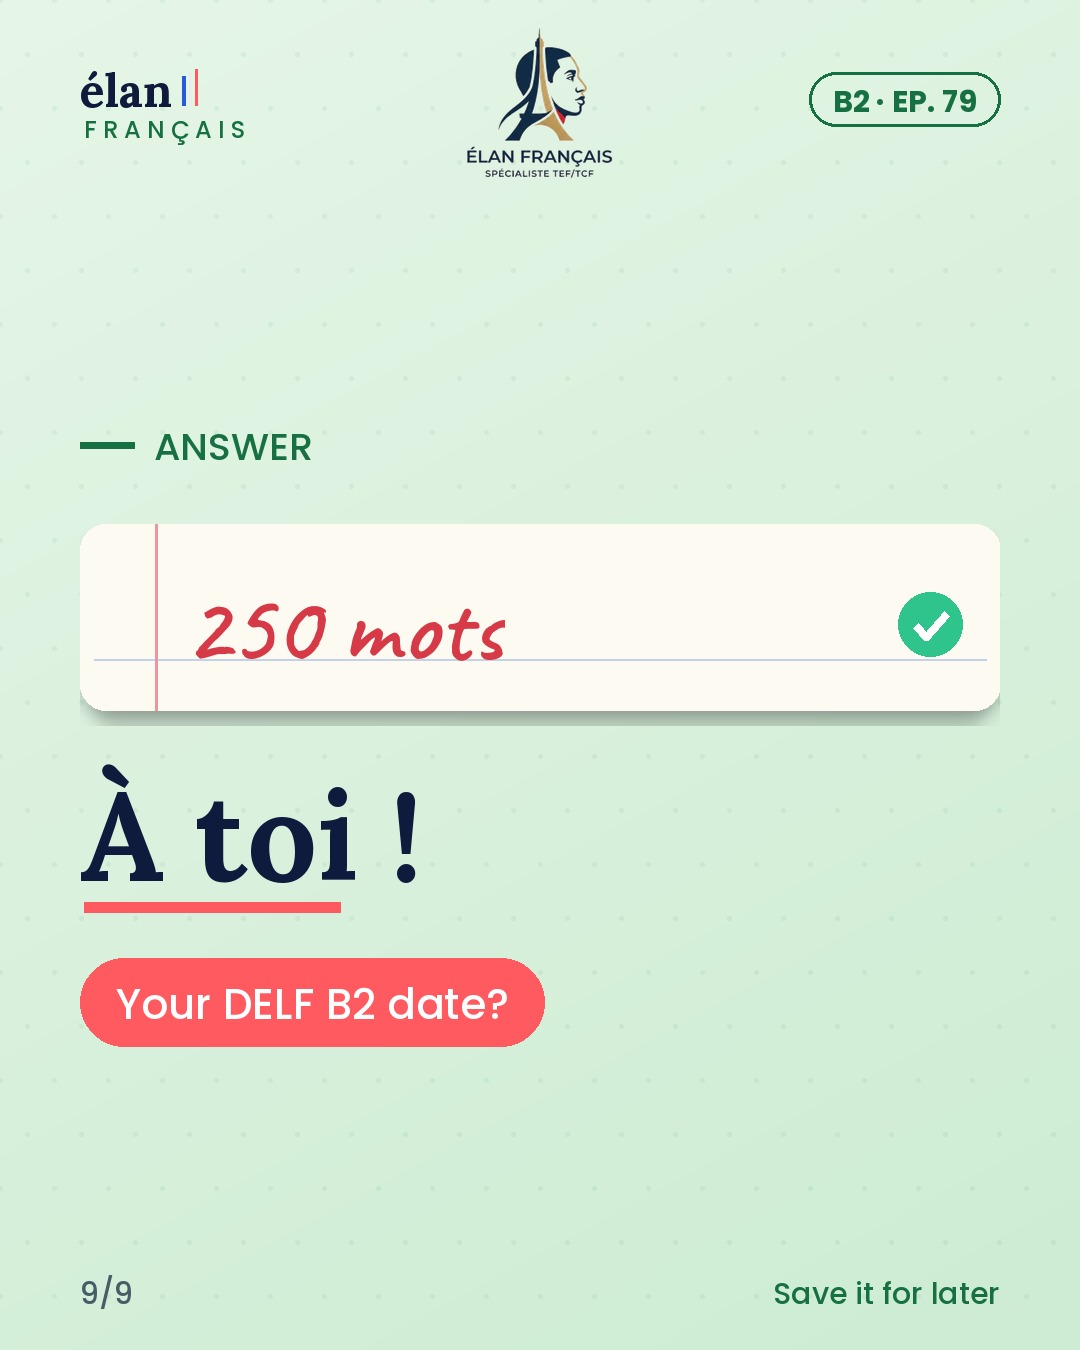 élan
FRANÇAIS
ÉLAN FRANÇAIS
SPÉCIALISTE TEF/TCF
B2 · EP. 79
ANSWER
250 mots
À toi !
Your DELF B2 date?
9/9
Save it for later